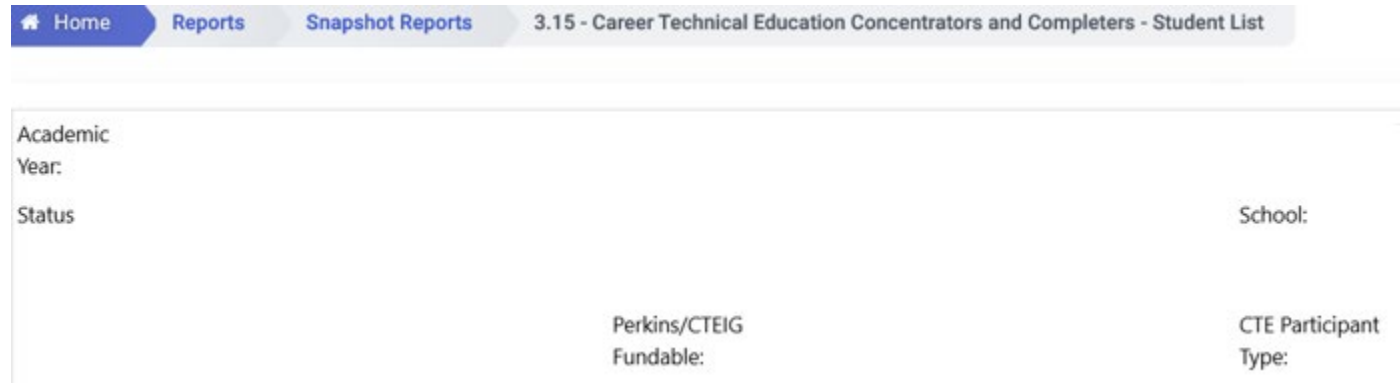 Home Reports Snapshot Reports 3.15 - Career Technical Education Concentrators and Completers - Student List
Academic
Year:
Status School:
Perkins/CTEIG CTE Participant
Fundable: Type: